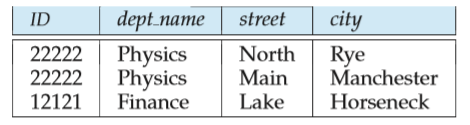 ID dept_name street city
22222 Physics North Rye
22222 Physics Main Manchester
12121 Finance Lake Horseneck